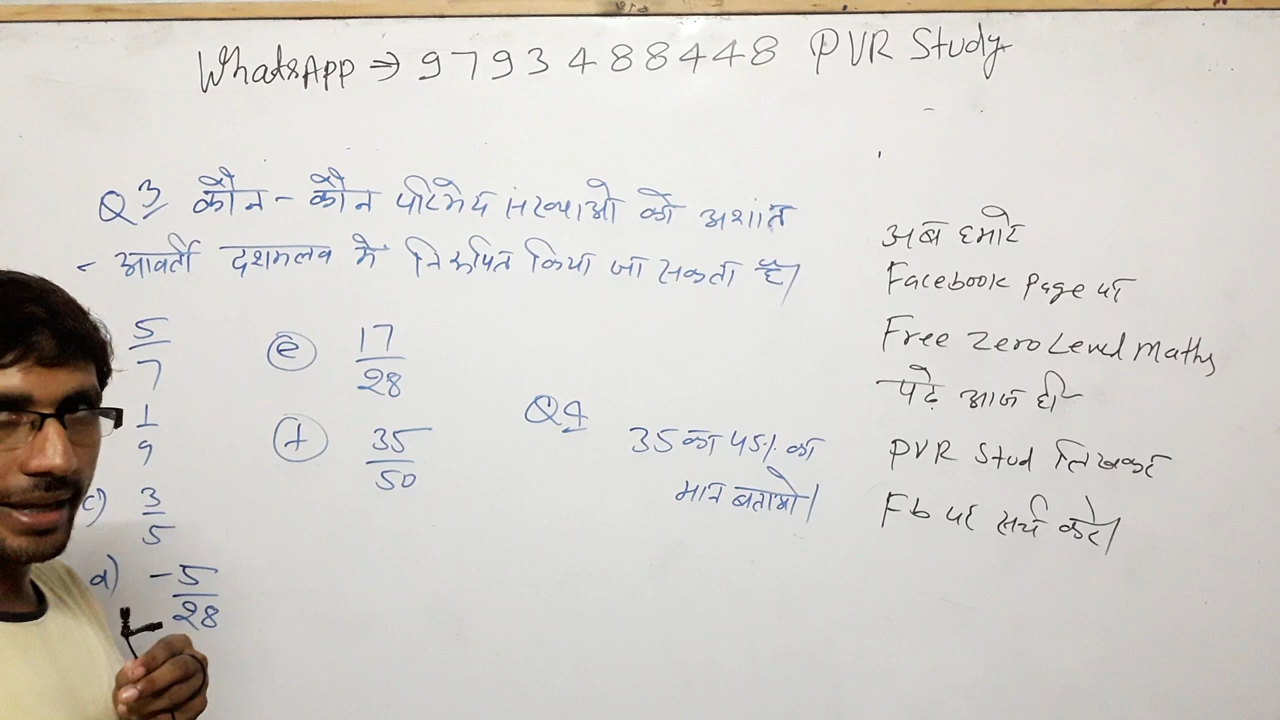 WhatsApp → 9793488448 PVR Study
Q3 कौन - कौन परिमेय संख्याओ को अशांत
- आवर्ती दशमलव मे निरूपित किया जा सकता है।
5/7
1/9
c) 3/5
d) -5/28
e 17/28
f 35/50
Q4
35 का 45% का
मान बताओ।
अब हमारे
Facebook Page पर
Free Zero Level Maths
पढे आज ही
PVR Stud लिखकर
Fb पर सर्च करे।